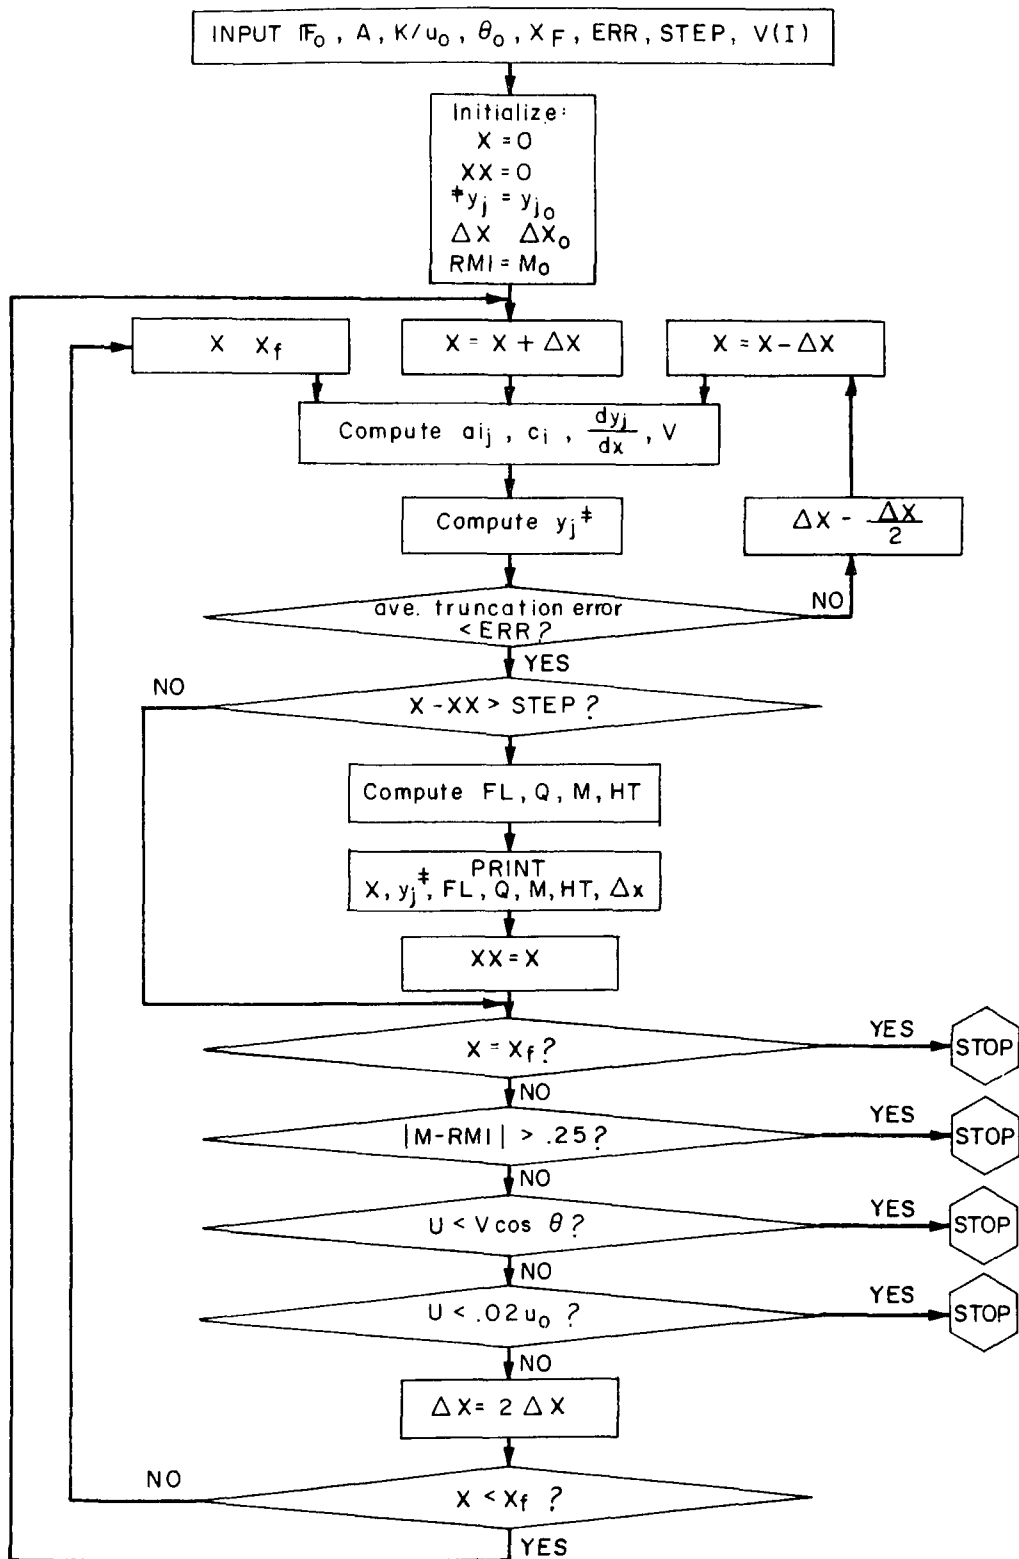 INPUT 𝔽₀ , A , K/u₀ , θ₀ , X_F , ERR , STEP , V(I)
Initialize:
X = 0
XX = 0
‡y_j = y_j₀
ΔX ΔX₀
RMI = M₀
X X_f
X = X + ΔX
X = X - ΔX
Compute ai_j , c_i , dy_j/dx , V
Compute y_j‡
ΔX - ΔX/2
ave. truncation error
< ERR ?
NO
YES
NO
X - XX > STEP ?
Compute FL , Q , M , HT
PRINT
X , y_j‡ , FL , Q , M , HT , Δx
XX = X
X = X_f ?
YES
STOP
NO
|M-RMI| > .25 ?
YES
STOP
NO
U < V cos θ ?
YES
STOP
NO
U < .02 u₀ ?
YES
STOP
NO
ΔX = 2 ΔX
NO
X < X_f ?
YES